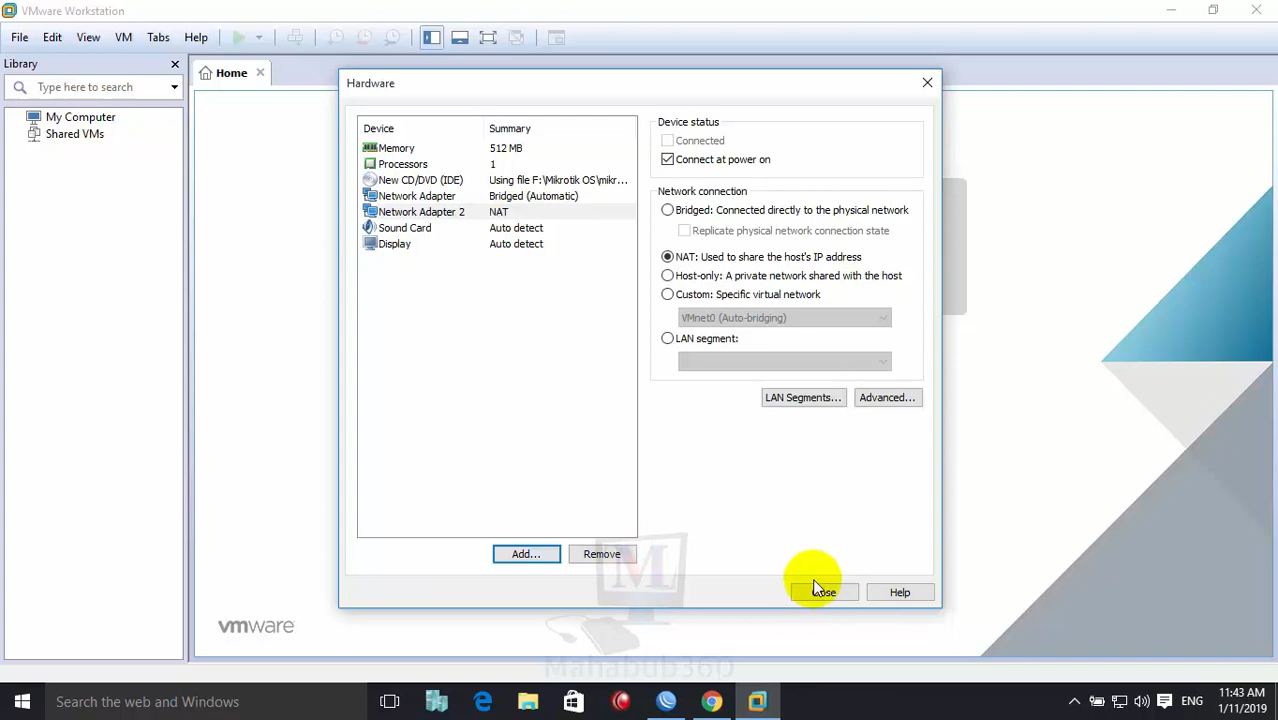 VMware Workstation
File Edit View VM Tabs Help
Library
Type here to search
My Computer
Shared VMs
Home
Hardware
Device Summary
Memory 512 MB
Processors 1
New CD/DVD (IDE) Using file F:\Mikrotik OS\mikr...
Network Adapter Bridged (Automatic)
Network Adapter 2 NAT
Sound Card Auto detect
Display Auto detect
Add... Remove
Device status
Connected
Connect at power on
Network connection
Bridged: Connected directly to the physical network
Replicate physical network connection state
NAT: Used to share the host's IP address
Host-only: A private network shared with the host
Custom: Specific virtual network
VMnet0 (Auto-bridging)
LAN segment:
LAN Segments... Advanced...
Close Help
vmware
M
Mahabub360
Search the web and Windows
ENG
11:43 AM
1/11/2019